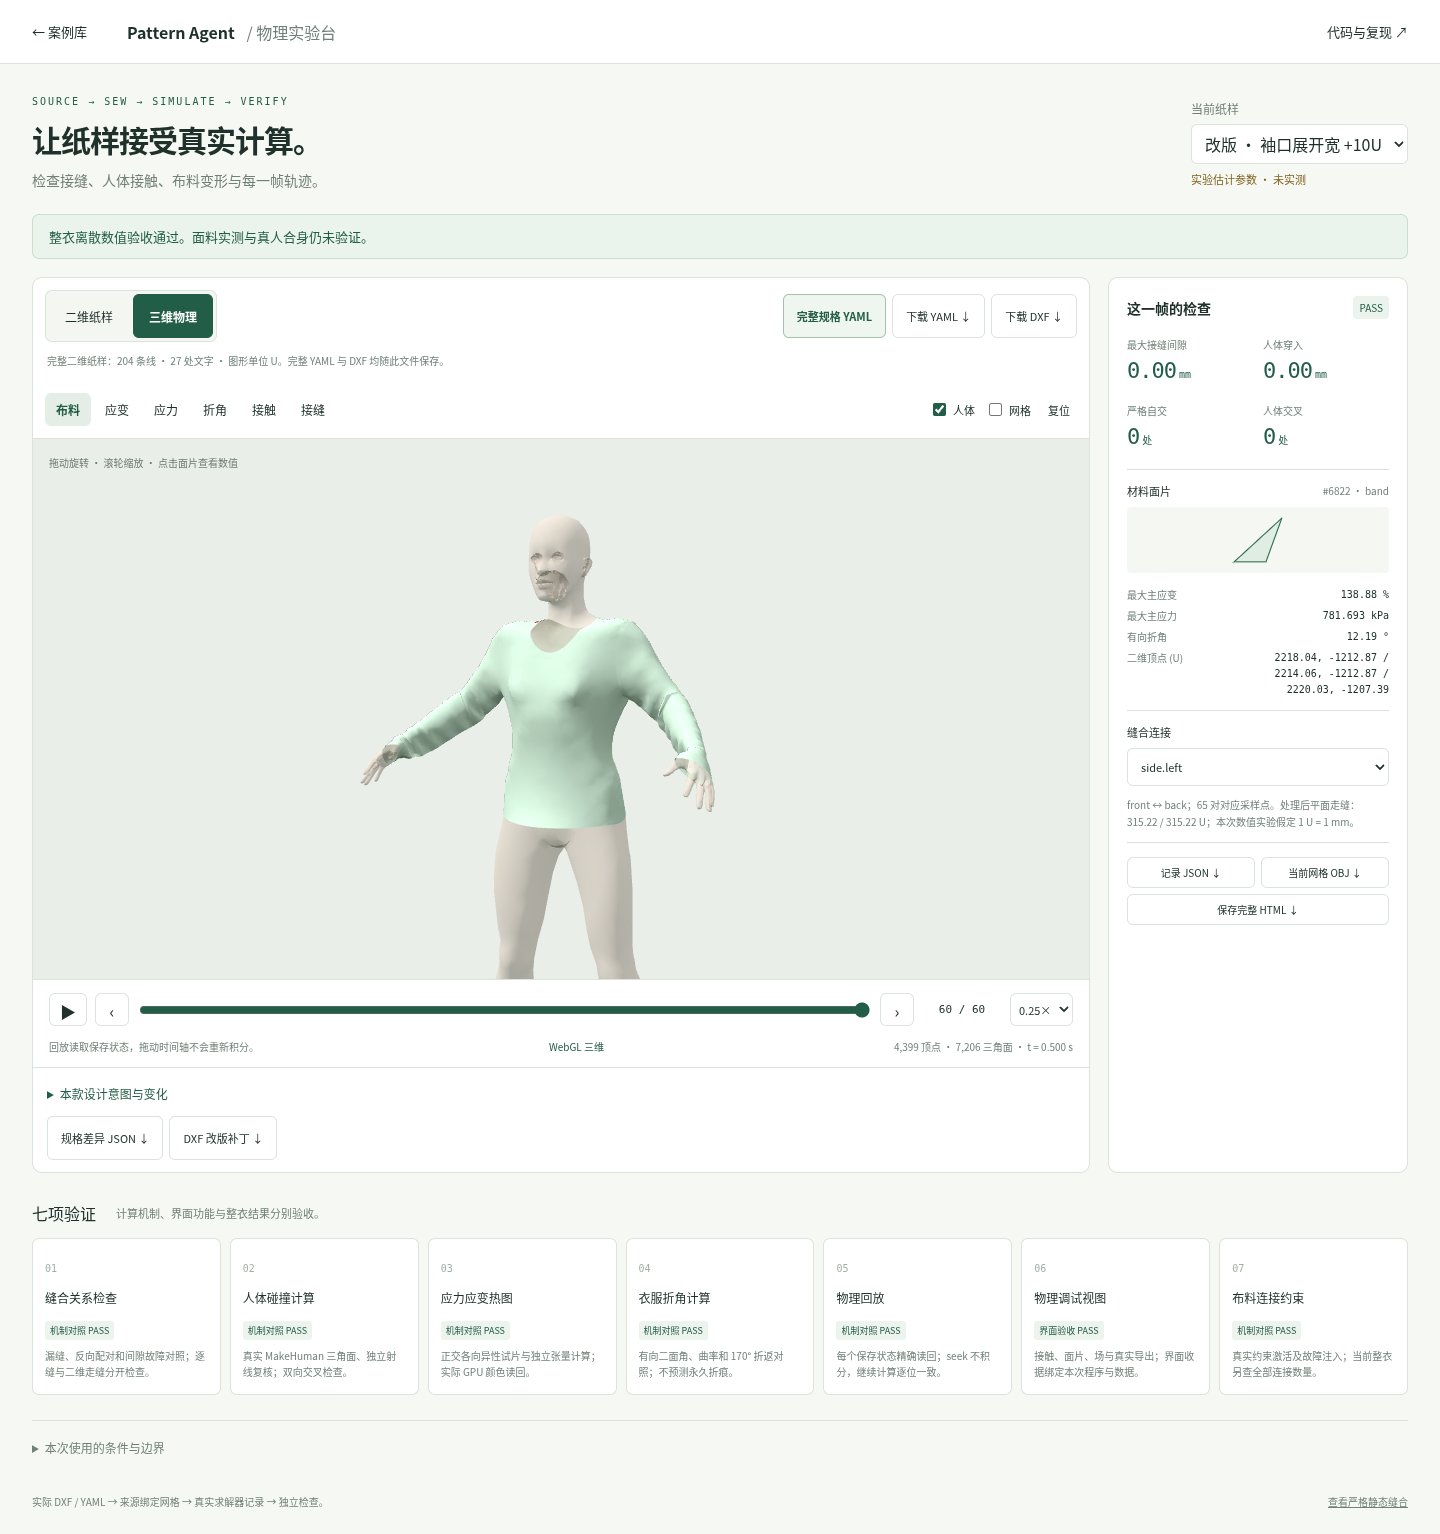 ← 案例库
Pattern Agent / 物理实验台
代码与复现 ↗
SOURCE → SEW → SIMULATE → VERIFY
让纸样接受真实计算。
检查接缝、人体接触、布料变形与每一帧轨迹。
当前纸样
改版 · 袖口展开宽 +10U
实验估计参数 · 未实测
整衣离散数值验收通过。面料实测与真人合身仍未验证。
二维纸样
三维物理
完整规格 YAML
下载 YAML ↓
下载 DXF ↓
完整二维纸样：204 条线 · 27 处文字 · 图形单位 U。完整 YAML 与 DXF 均随此文件保存。
布料
应变
应力
折角
接触
接缝
人体
网格
复位
拖动旋转 · 滚轮缩放 · 点击面片查看数值
60 / 60
0.25×
回放读取保存状态，拖动时间轴不会重新积分。
WebGL 三维
4,399 顶点 · 7,206 三角面 · t = 0.500 s
本款设计意图与变化
规格差异 JSON ↓
DXF 改版补丁 ↓
这一帧的检查
PASS
最大接缝间隙
人体穿入
0.00 mm
0.00 mm
严格自交
人体交叉
0 处
0 处
材料面片
#6822 · band
最大主应变
138.88 %
最大主应力
781.693 kPa
有向折角
12.19 °
二维顶点 (U)
2218.04, -1212.87 /
2214.06, -1212.87 /
2220.03, -1207.39
缝合连接
side.left
front ↔ back；65 对对应采样点。处理后平面走缝：
315.22 / 315.22 U；本次数值实验假定 1 U = 1 mm。
记录 JSON ↓
当前网格 OBJ ↓
保存完整 HTML ↓
七项验证
计算机制、界面功能与整衣结果分别验收。
01
缝合关系检查
机制对照 PASS
漏缝、反向配对和间隙故障对照；逐
缝与二维走缝分开检查。
02
人体碰撞计算
机制对照 PASS
真实 MakeHuman 三角面、独立射
线复核；双向交叉检查。
03
应力应变热图
机制对照 PASS
正交各向异性试片与独立张量计算；
实际 GPU 颜色读回。
04
衣服折角计算
机制对照 PASS
有向二面角、曲率和 170° 折返对
照；不预测永久折痕。
05
物理回放
机制对照 PASS
每个保存状态精确读回；seek 不积
分，继续计算逐位一致。
06
物理调试视图
界面验收 PASS
接触、面片、场与真实导出；界面收
据绑定本次程序与数据。
07
布料连接约束
机制对照 PASS
真实约束激活及故障注入；当前整衣
另查全部连接数量。
本次使用的条件与边界
实际 DXF / YAML → 来源绑定网格 → 真实求解器记录 → 独立检查。
查看严格静态缝合